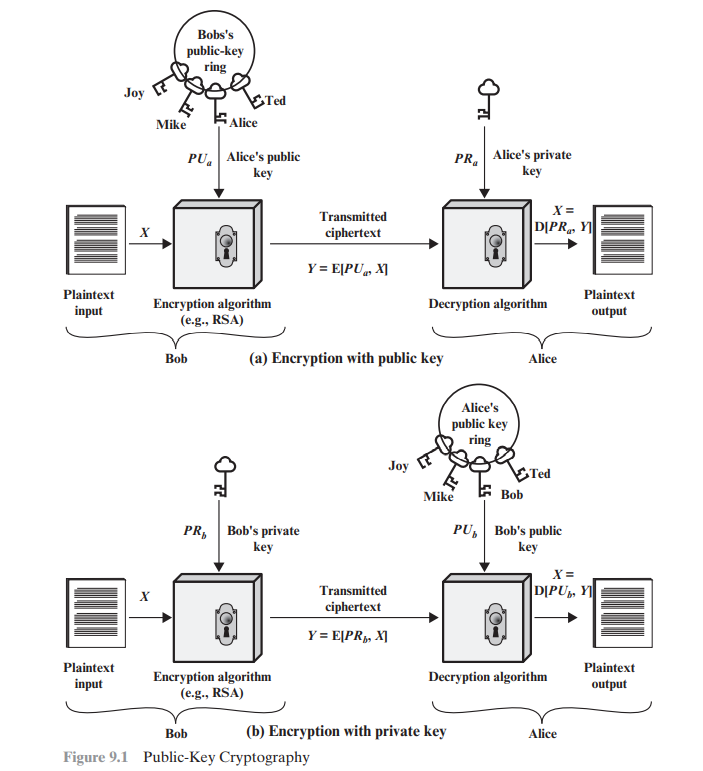 Bobs's
public-key
ring
Joy
Ted
Mike
Alice
PUa Alice's public
key
PRa Alice's private
key
X
Transmitted
ciphertext
X =
D[PRa, Y]
Y = E[PUa, X]
Plaintext
input
Encryption algorithm
(e.g., RSA)
Decryption algorithm
Plaintext
output
Bob
(a) Encryption with public key
Alice
Alice's
public key
ring
Joy
Ted
Mike
Bob
PRb Bob's private
key
PUb Bob's public
key
X
Transmitted
ciphertext
X =
D[PUb, Y]
Y = E[PRb, X]
Plaintext
input
Encryption algorithm
(e.g., RSA)
Decryption algorithm
Plaintext
output
Bob
(b) Encryption with private key
Alice
Figure 9.1 Public-Key Cryptography